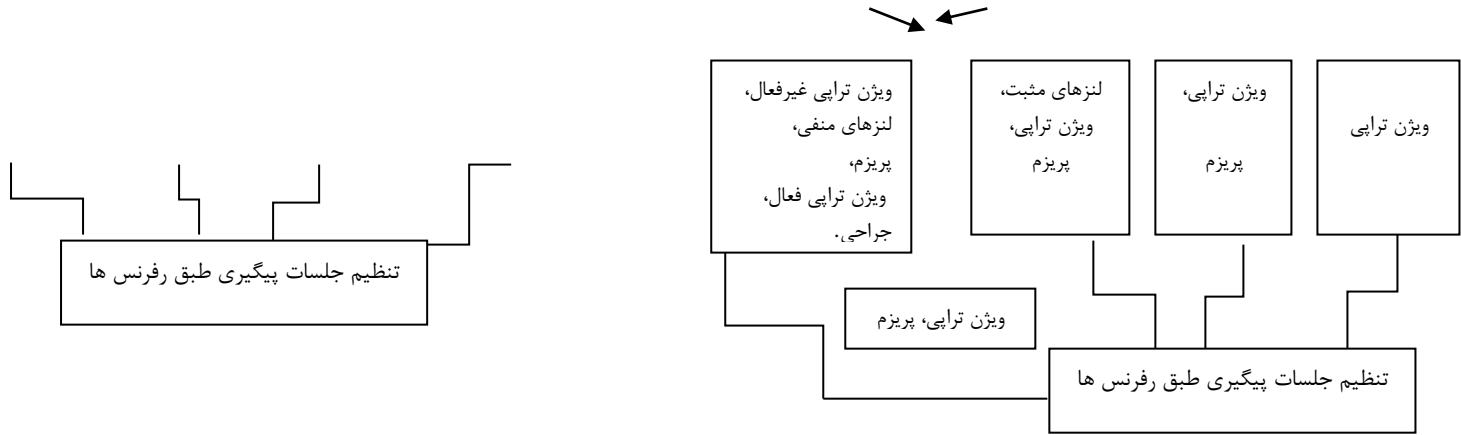 ویژن تراپی
ویژن تراپی،
پریزم
لنزهای مثبت،
ویژن تراپی،
پریزم
ویژن تراپی غیرفعال،
لنزهای منفی،
پریزم،
ویژن تراپی فعال،
جراحی.
ویژن تراپی، پریزم
تنظیم جلسات پیگیری طبق رفرنس ها
تنظیم جلسات پیگیری طبق رفرنس ها